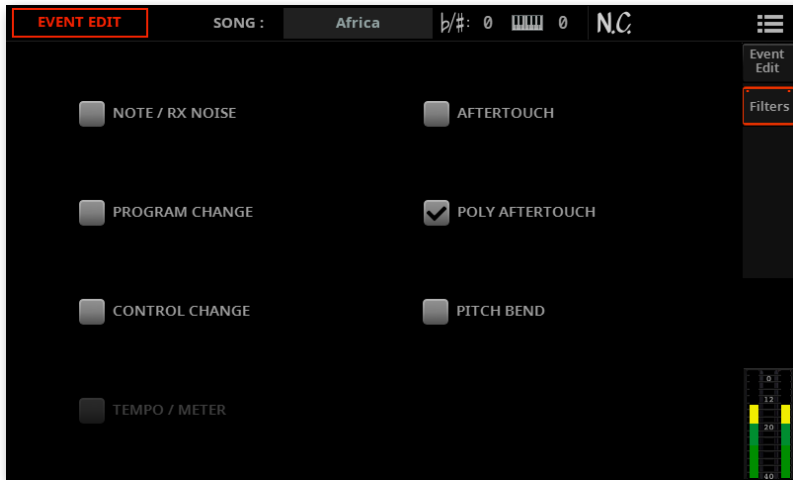 EVENT EDIT SONG : Africa ♭/♯: 0 0 N.C.
Event
Edit
Filters
NOTE / RX NOISE AFTERTOUCH
PROGRAM CHANGE POLY AFTERTOUCH
CONTROL CHANGE PITCH BEND
TEMPO / METER
0
12
20
40